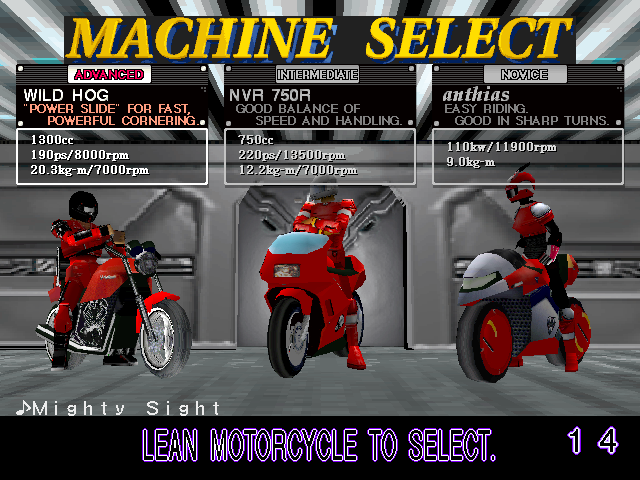 MACHINE SELECT
ADVANCED
WILD HOG
"POWER SLIDE" FOR FAST,
POWERFUL CORNERING.
1300cc
190ps/8000rpm
20.3kg-m/7000rpm
INTERMEDIATE
NVR 750R
GOOD BALANCE OF
SPEED AND HANDLING.
750cc
220ps/13500rpm
12.2kg-m/7000rpm
NOVICE
anthias
EASY RIDING.
GOOD IN SHARP TURNS.
110kw/11900rpm
9.0kg-m
♪Mighty Sight
LEAN MOTORCYCLE TO SELECT.
14